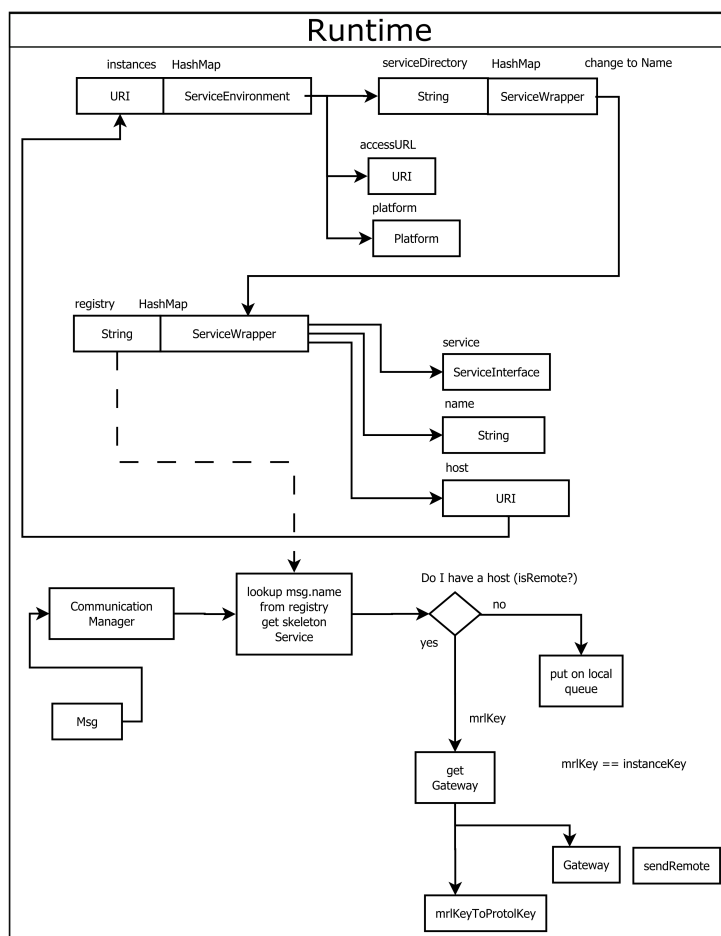 Runtime
instances HashMap
serviceDirectory HashMap change to Name
URI ServiceEnvironment
String ServiceWrapper
accessURL
URI
platform
Platform
registry HashMap
String ServiceWrapper
service
ServiceInterface
name
String
host
URI
Communication
Manager
lookup msg.name
from registry
get skeleton
Service
Do I have a host (isRemote?)
no
yes
put on local
queue
Msg
mrlKey
get
Gateway
mrlKey == instanceKey
Gateway
sendRemote
mrlKeyToProtolKey